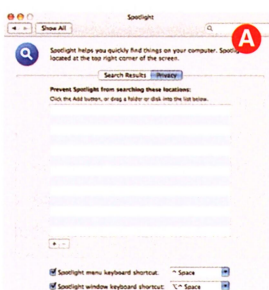 Spotlight
Show All
A
Spotlight helps you quickly find things on your computer.
located at the top right corner of the screen.
Search Results Privacy
Prevent Spotlight from searching these locations:
Click the Add button, or drag a folder or disk into the list below.
+ -
Spotlight menu keyboard shortcut: ^ Space
Spotlight window keyboard shortcut: ⌥^ Space